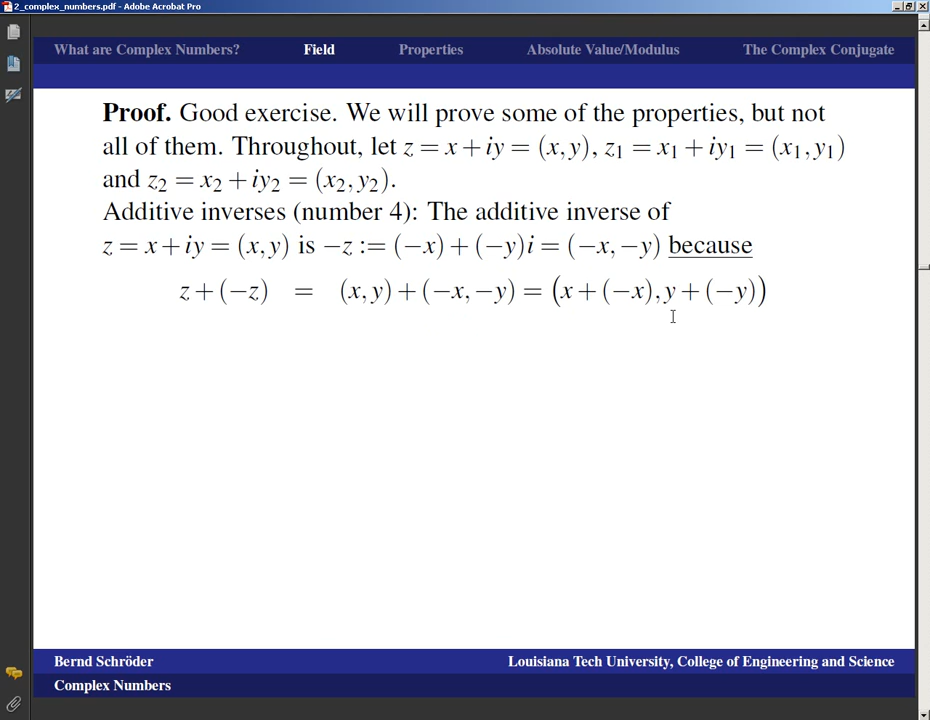 2_complex_numbers.pdf - Adobe Acrobat Pro
What are Complex Numbers? Field Properties Absolute Value/Modulus The Complex Conjugate
Proof. Good exercise. We will prove some of the properties, but not
all of them. Throughout, let z = x + iy = (x, y), z₁ = x₁ + iy₁ = (x₁, y₁)
and z₂ = x₂ + iy₂ = (x₂, y₂).
Additive inverses (number 4): The additive inverse of
z = x + iy = (x, y) is −z := (−x) + (−y)i = (−x, −y) because
z + (−z) = (x, y) + (−x, −y) = (x + (−x), y + (−y))
Bernd Schröder Louisiana Tech University, College of Engineering and Science
Complex Numbers